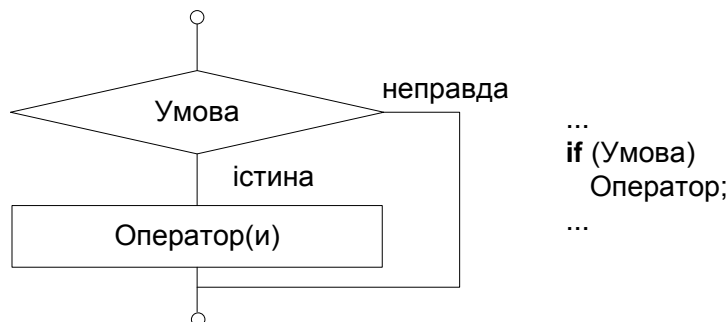 Умова
неправда
істина
Оператор(и)
...
if (Умова)
Оператор;
...